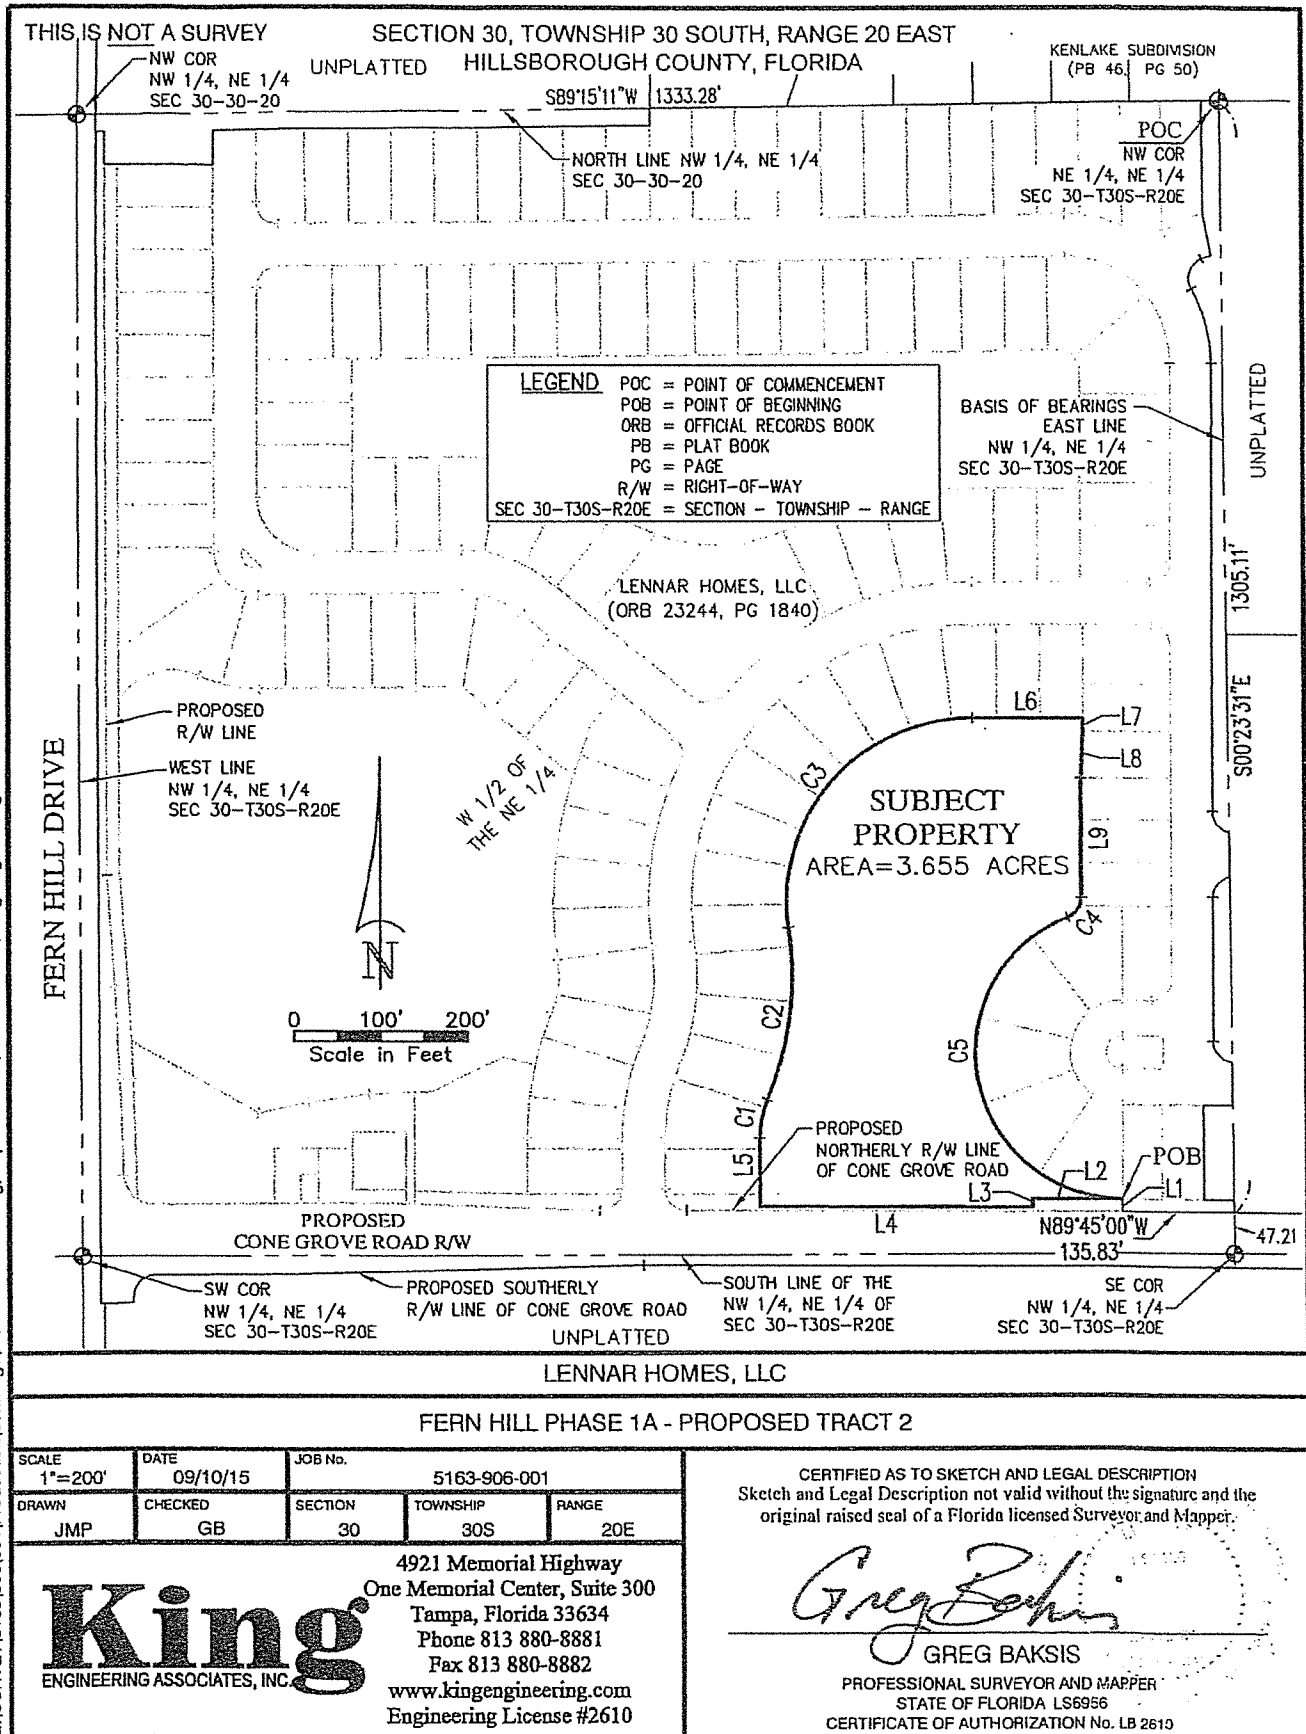 THIS IS NOT A SURVEY
SECTION 30, TOWNSHIP 30 SOUTH, RANGE 20 EAST
HILLSBOROUGH COUNTY, FLORIDA
KENLAKE SUBDIVISION
(PB 46, PG 50)
NW COR
NW 1/4, NE 1/4
SEC 30-30-20
UNPLATTED
S89°15'11"W 1333.28'
NORTH LINE NW 1/4, NE 1/4
SEC 30-30-20
POC
NW COR
NE 1/4, NE 1/4
SEC 30-T30S-R20E
LEGEND
POC = POINT OF COMMENCEMENT
POB = POINT OF BEGINNING
ORB = OFFICIAL RECORDS BOOK
PB = PLAT BOOK
PG = PAGE
R/W = RIGHT-OF-WAY
SEC 30-T30S-R20E = SECTION - TOWNSHIP - RANGE
BASIS OF BEARINGS
EAST LINE
NW 1/4, NE 1/4
SEC 30-T30S-R20E
UNPLATTED
1305.11'
S00°23'31"E
LENNAR HOMES, LLC
(ORB 23244, PG 1840)
PROPOSED
R/W LINE
WEST LINE
NW 1/4, NE 1/4
SEC 30-T30S-R20E
FERN HILL DRIVE
W 1/2 OF
THE NE 1/4
L6
L7
L8
L9
C3
SUBJECT
PROPERTY
AREA=3.655 ACRES
C4
C2
C5
C1
L5
N
0 100' 200'
Scale in Feet
PROPOSED
NORTHERLY R/W LINE
OF CONE GROVE ROAD
POB
L2
L3
L1
L4
N89°45'00"W
135.83'
47.21
PROPOSED
CONE GROVE ROAD R/W
SW COR
NW 1/4, NE 1/4
SEC 30-T30S-R20E
PROPOSED SOUTHERLY
R/W LINE OF CONE GROVE ROAD
UNPLATTED
SOUTH LINE OF THE
NW 1/4, NE 1/4 OF
SEC 30-T30S-R20E
SE COR
NW 1/4, NE 1/4
SEC 30-T30S-R20E
LENNAR HOMES, LLC
FERN HILL PHASE 1A - PROPOSED TRACT 2
SCALE
1"=200'
DATE
09/10/15
JOB No.
5163-906-001
DRAWN
JMP
CHECKED
GB
SECTION
30
TOWNSHIP
30S
RANGE
20E
King
ENGINEERING ASSOCIATES, INC.
4921 Memorial Highway
One Memorial Center, Suite 300
Tampa, Florida 33634
Phone 813 880-8881
Fax 813 880-8882
www.kingengineering.com
Engineering License #2610
CERTIFIED AS TO SKETCH AND LEGAL DESCRIPTION
Sketch and Legal Description not valid without the signature and the
original raised seal of a Florida licensed Surveyor and Mapper.
Greg Baksis
GREG BAKSIS
PROFESSIONAL SURVEYOR AND MAPPER
STATE OF FLORIDA LS6956
CERTIFICATE OF AUTHORIZATION No. LB 2610